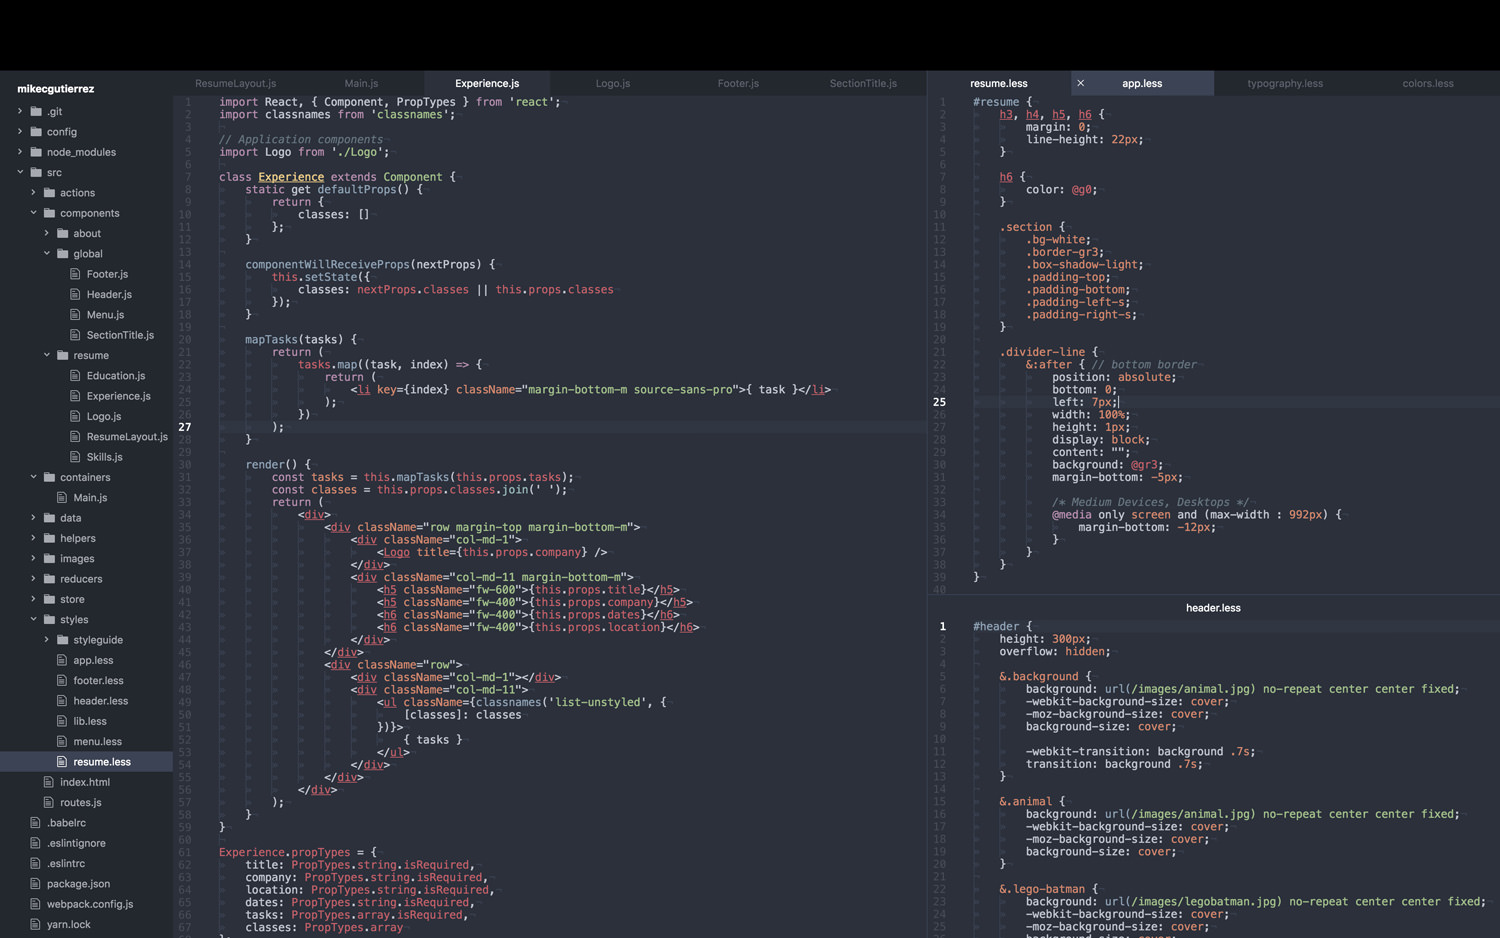 mikecgutierrez
.git
config
node_modules
src
actions
components
about
global
Footer.js
Header.js
Menu.js
SectionTitle.js
resume
Education.js
Experience.js
Logo.js
ResumeLayout.js
Skills.js
containers
Main.js
data
helpers
images
reducers
store
styles
styleguide
app.less
footer.less
header.less
lib.less
menu.less
resume.less
index.html
routes.js
.babelrc
.eslintignore
.eslintrc
package.json
webpack.config.js
yarn.lock
ResumeLayout.js Main.js Experience.js Logo.js Footer.js SectionTitle.js
1 import React, { Component, PropTypes } from 'react';
2 import classnames from 'classnames';
3
4 // Application components
5 import Logo from './Logo';
6
7 class Experience extends Component {
8 static get defaultProps() {
9 return {
10 classes: []
11 };
12 }
13
14 componentWillReceiveProps(nextProps) {
15 this.setState({
16 classes: nextProps.classes || this.props.classes
17 });
18 }
19
20 mapTasks(tasks) {
21 return (
22 tasks.map((task, index) => {
23 return (
24 <li key={index} className="margin-bottom-m source-sans-pro">{ task }</li>
25 );
26 })
27 );
28 }
29
30 render() {
31 const tasks = this.mapTasks(this.props.tasks);
32 const classes = this.props.classes.join(' ');
33 return (
34 <div>
35 <div className="row margin-top margin-bottom-m">
36 <div className="col-md-1">
37 <Logo title={this.props.company} />
38 </div>
39 <div className="col-md-11 margin-bottom-m">
40 <h5 className="fw-600">{this.props.title}</h5>
41 <h5 className="fw-400">{this.props.company}</h5>
42 <h6 className="fw-400">{this.props.dates}</h6>
43 <h6 className="fw-400">{this.props.location}</h6>
44 </div>
45 </div>
46 <div className="row">
47 <div className="col-md-1"></div>
48 <div className="col-md-11">
49 <ul className={classnames('list-unstyled', {
50 [classes]: classes
51 })}>
52 { tasks }
53 </ul>
54 </div>
55 </div>
56 </div>
57 );
58 }
59 }
60
61 Experience.propTypes = {
62 title: PropTypes.string.isRequired,
63 company: PropTypes.string.isRequired,
64 location: PropTypes.string.isRequired,
65 dates: PropTypes.string.isRequired,
66 tasks: PropTypes.array.isRequired,
67 classes: PropTypes.array
resume.less × app.less typography.less colors.less
1 #resume {
2 h3, h4, h5, h6 {
3 margin: 0;
4 line-height: 22px;
5 }
6
7 h6 {
8 color: @g0;
9 }
10
11 .section {
12 .bg-white;
13 .border-gr3;
14 .box-shadow-light;
15 .padding-top;
16 .padding-bottom;
17 .padding-left-s;
18 .padding-right-s;
19 }
20
21 .divider-line {
22 &:after { // bottom border
23 position: absolute;
24 bottom: 0;
25 left: 7px;
26 width: 100%;
27 height: 1px;
28 display: block;
29 content: "";
30 background: @gr3;
31 margin-bottom: -5px;
32
33 /* Medium Devices, Desktops */
34 @media only screen and (max-width : 992px) {
35 margin-bottom: -12px;
36 }
37 }
38 }
39 }
40
header.less
1 #header {
2 height: 300px;
3 overflow: hidden;
4
5 &.background {
6 background: url(/images/animal.jpg) no-repeat center center fixed;
7 -webkit-background-size: cover;
8 -moz-background-size: cover;
9 background-size: cover;
10
11 -webkit-transition: background .7s;
12 transition: background .7s;
13 }
14
15 &.animal {
16 background: url(/images/animal.jpg) no-repeat center center fixed;
17 -webkit-background-size: cover;
18 -moz-background-size: cover;
19 background-size: cover;
20 }
21
22 &.lego-batman {
23 background: url(/images/legobatman.jpg) no-repeat center center fixed;
24 -webkit-background-size: cover;
25 -moz-background-size: cover;